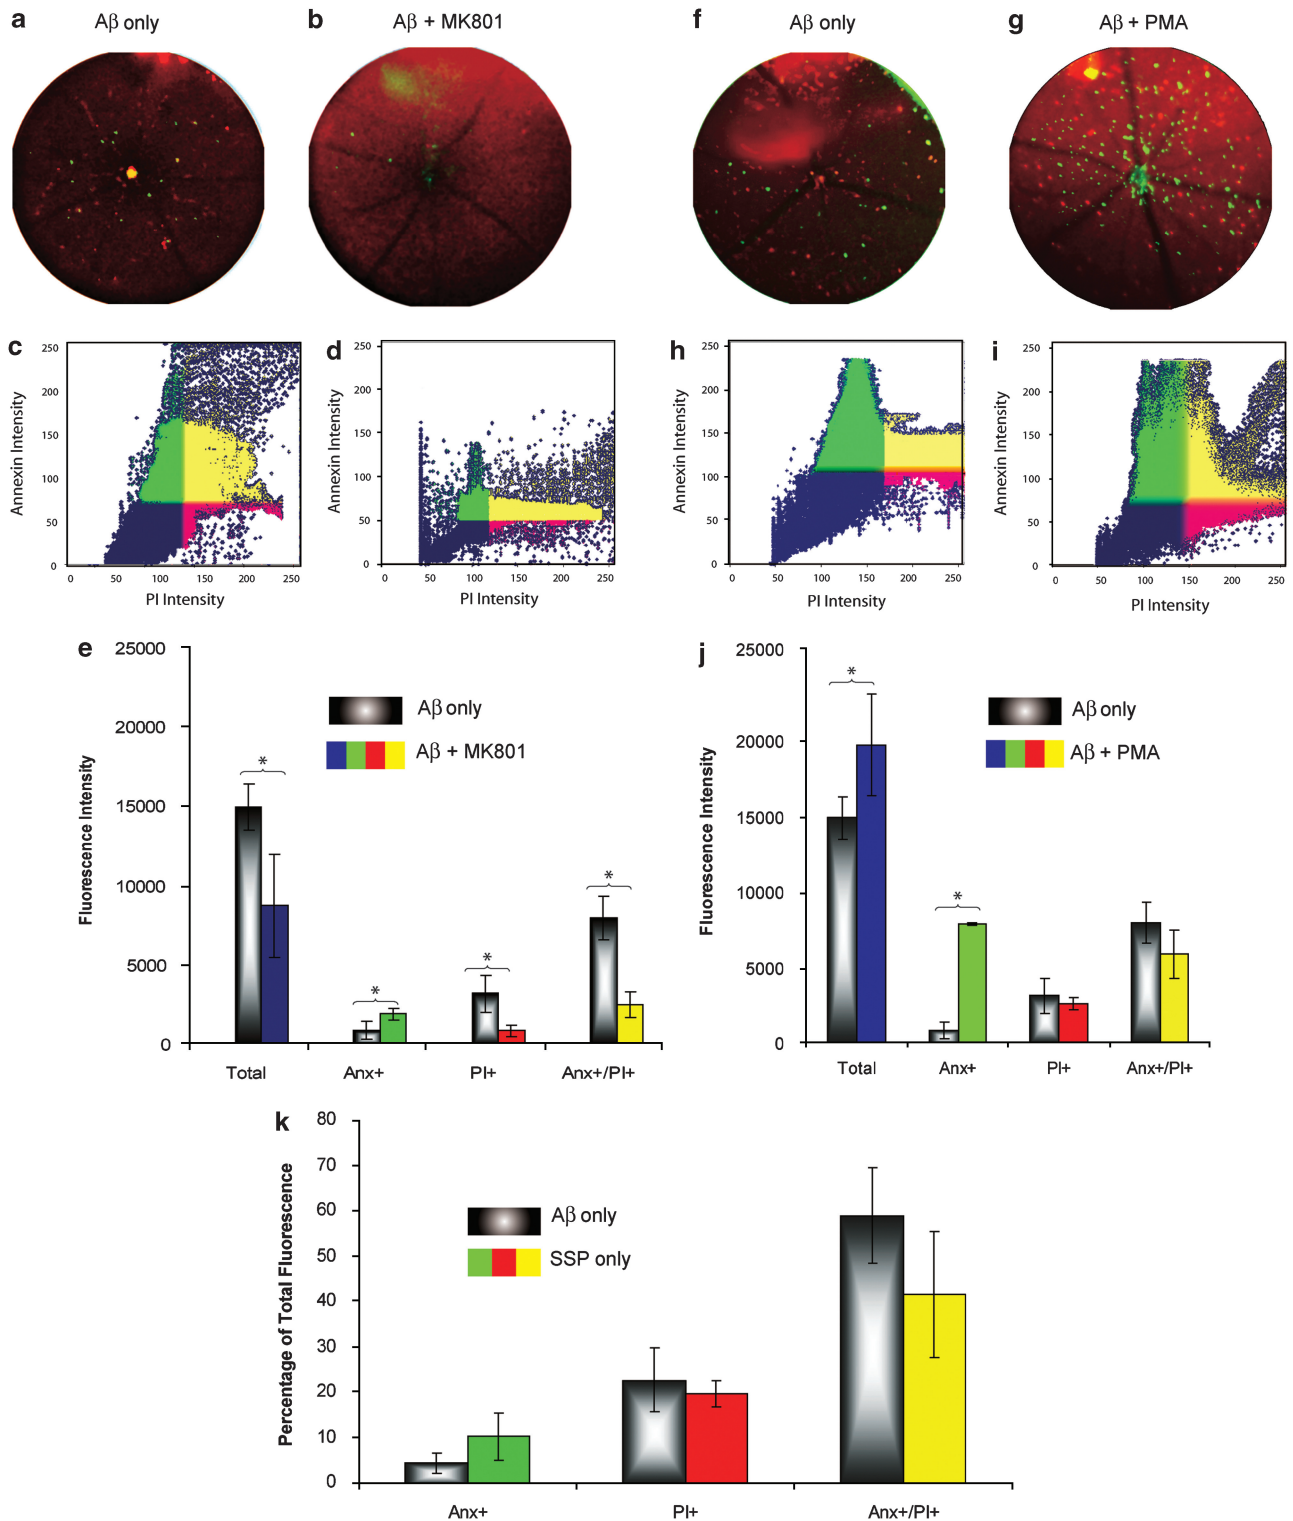 a Aβ only
b Aβ + MK801
f Aβ only
g Aβ + PMA
c
Annexin Intensity
250
200
150
100
50
0
0 50 100 150 200 250
PI Intensity
d
Annexin Intensity
200
150
100
50
0
0 50 100 150 200 250
PI Intensity
h
Annexin Intensity
200
150
100
50
0
0 50 100 150 200 250
PI Intensity
i
Annexin Intensity
250
200
150
100
50
0
0 50 100 150 200 250
PI Intensity
e
Fluorescence Intensity
25000
20000
15000
10000
5000
0
Aβ only
Aβ + MK801
*
*
*
*
Total Anx+ PI+ Anx+/PI+
j
Fluorescence Intensity
25000
20000
15000
10000
5000
0
Aβ only
Aβ + PMA
*
*
Total Anx+ PI+ Anx+/PI+
k
Percentage of Total Fluorescence
80
70
60
50
40
30
20
10
0
Aβ only
SSP only
Anx+ PI+ Anx+/PI+